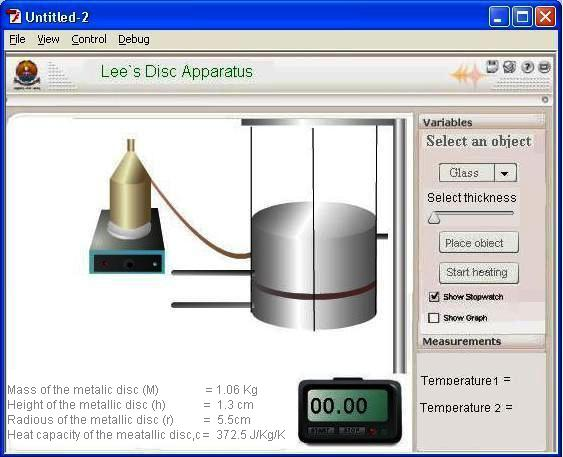 Untitled-2
File View Control Debug
Lee`s Disc Apparatus
Variables
Select an object
Glass
Select thickness
Place object
Start heating
Show Stopwatch
Show Graph
Measurements
Temperature1 =
Temperature 2 =
Mass of the metalic disc (M) = 1.06 Kg
Height of the metallic disc (h) = 1.3 cm
Radious of the metallic disc (r) = 5.5cm
Heat capacity of the meatallic disc,c = 372.5 J/Kg/K
00.00
START STOP